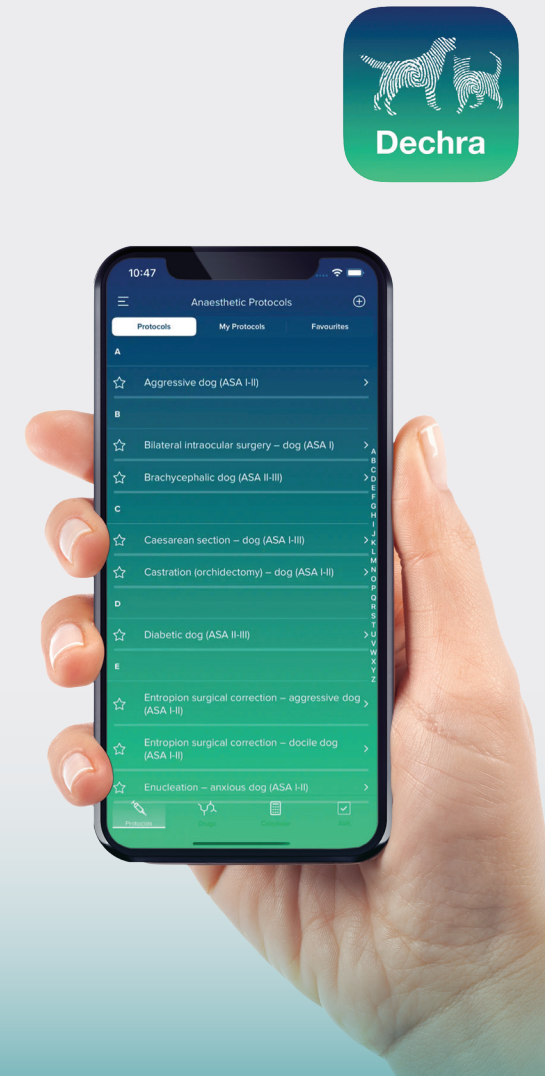 Dechra
10:47
Anaesthetic Protocols
Protocols
My Protocols
Favourites
A
Aggressive dog (ASA I-II)
B
Bilateral intraocular surgery – dog (ASA I)
Brachycephalic dog (ASA II-III)
C
Caesarean section – dog (ASA I-III)
Castration (orchidectomy) – dog (ASA I-II)
D
Diabetic dog (ASA II-III)
E
Entropion surgical correction – aggressive dog
(ASA I-II)
Entropion surgical correction – docile dog
(ASA I-II)
Enucleation – anxious dog (ASA I-II)
A
B
C
D
E
F
G
H
I
J
K
L
M
N
O
P
Q
R
S
T
U
V
W
X
Y
Z
Protocols
Drugs